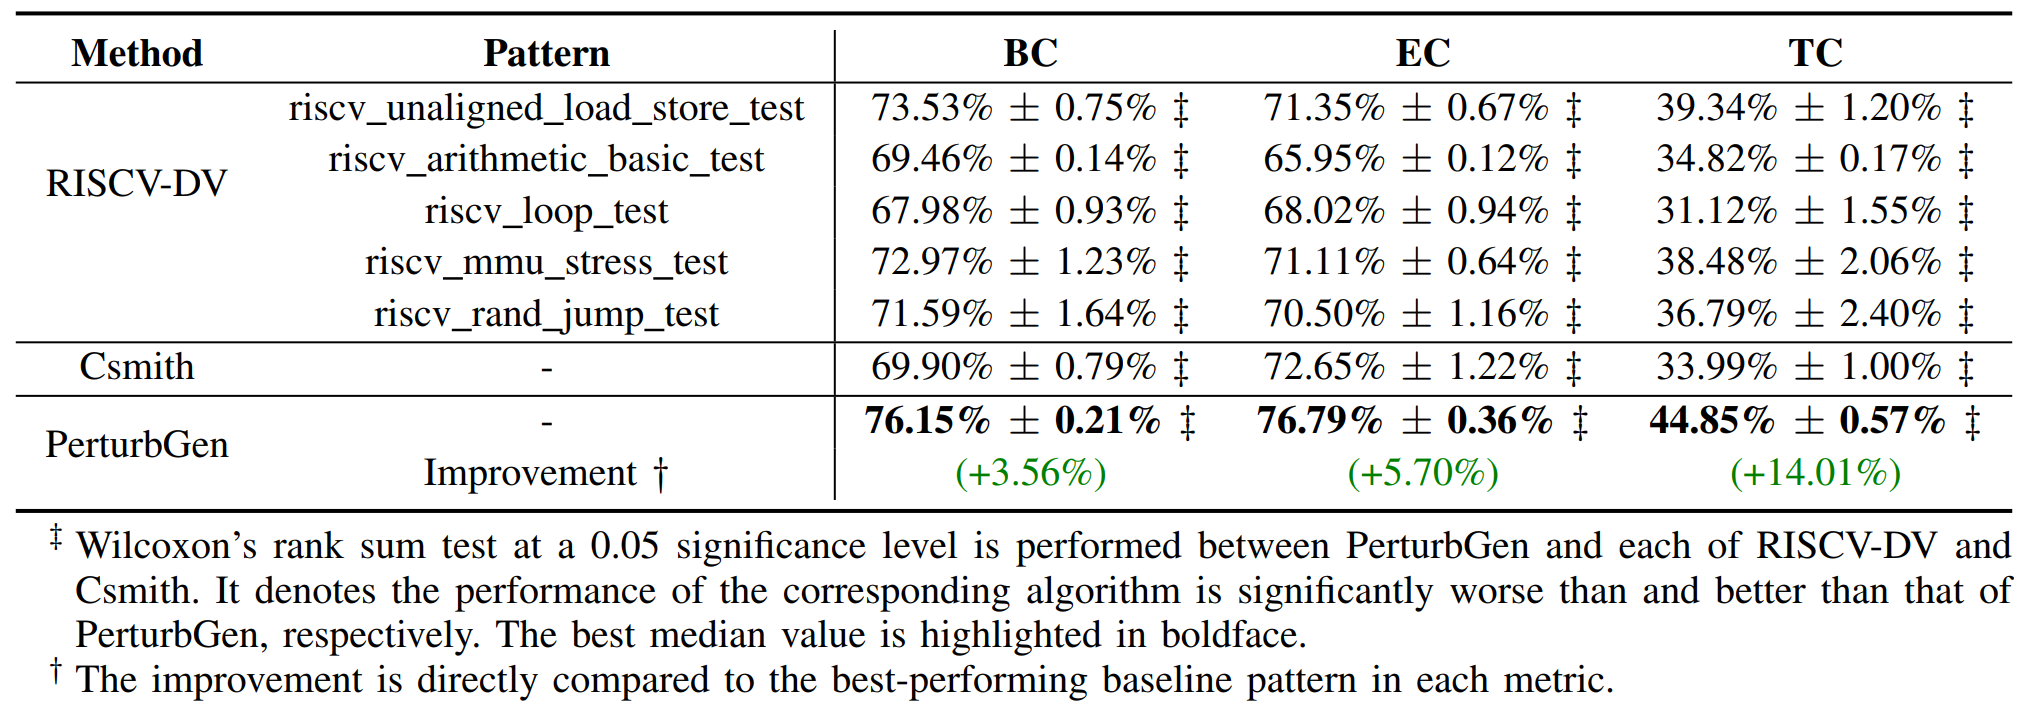 Method Pattern BC EC TC
riscv_unaligned_load_store_test 73.53% ± 0.75% ‡ 71.35% ± 0.67% ‡ 39.34% ± 1.20% ‡
riscv_arithmetic_basic_test 69.46% ± 0.14% ‡ 65.95% ± 0.12% ‡ 34.82% ± 0.17% ‡
RISCV-DV riscv_loop_test 67.98% ± 0.93% ‡ 68.02% ± 0.94% ‡ 31.12% ± 1.55% ‡
riscv_mmu_stress_test 72.97% ± 1.23% ‡ 71.11% ± 0.64% ‡ 38.48% ± 2.06% ‡
riscv_rand_jump_test 71.59% ± 1.64% ‡ 70.50% ± 1.16% ‡ 36.79% ± 2.40% ‡
Csmith - 69.90% ± 0.79% ‡ 72.65% ± 1.22% ‡ 33.99% ± 1.00% ‡
PerturbGen - 76.15% ± 0.21% ‡ 76.79% ± 0.36% ‡ 44.85% ± 0.57% ‡
Improvement † (+3.56%) (+5.70%) (+14.01%)
‡ Wilcoxon's rank sum test at a 0.05 significance level is performed between PerturbGen and each of RISCV-DV and
Csmith. It denotes the performance of the corresponding algorithm is significantly worse than and better than that of
PerturbGen, respectively. The best median value is highlighted in boldface.
† The improvement is directly compared to the best-performing baseline pattern in each metric.